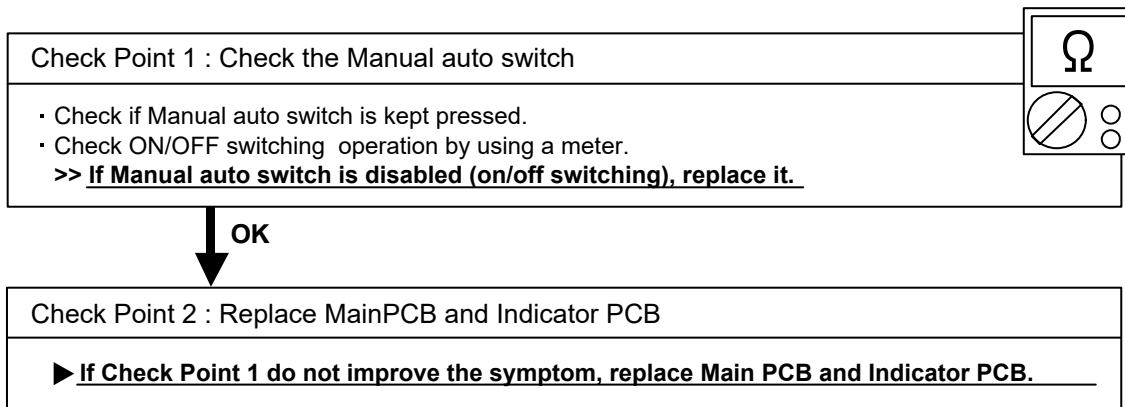 Check Point 1 : Check the Manual auto switch
Ω
・Check if Manual auto switch is kept pressed.
・Check ON/OFF switching operation by using a meter.
>> If Manual auto switch is disabled (on/off switching), replace it.
OK
Check Point 2 : Replace MainPCB and Indicator PCB
▶If Check Point 1 do not improve the symptom, replace Main PCB and Indicator PCB.